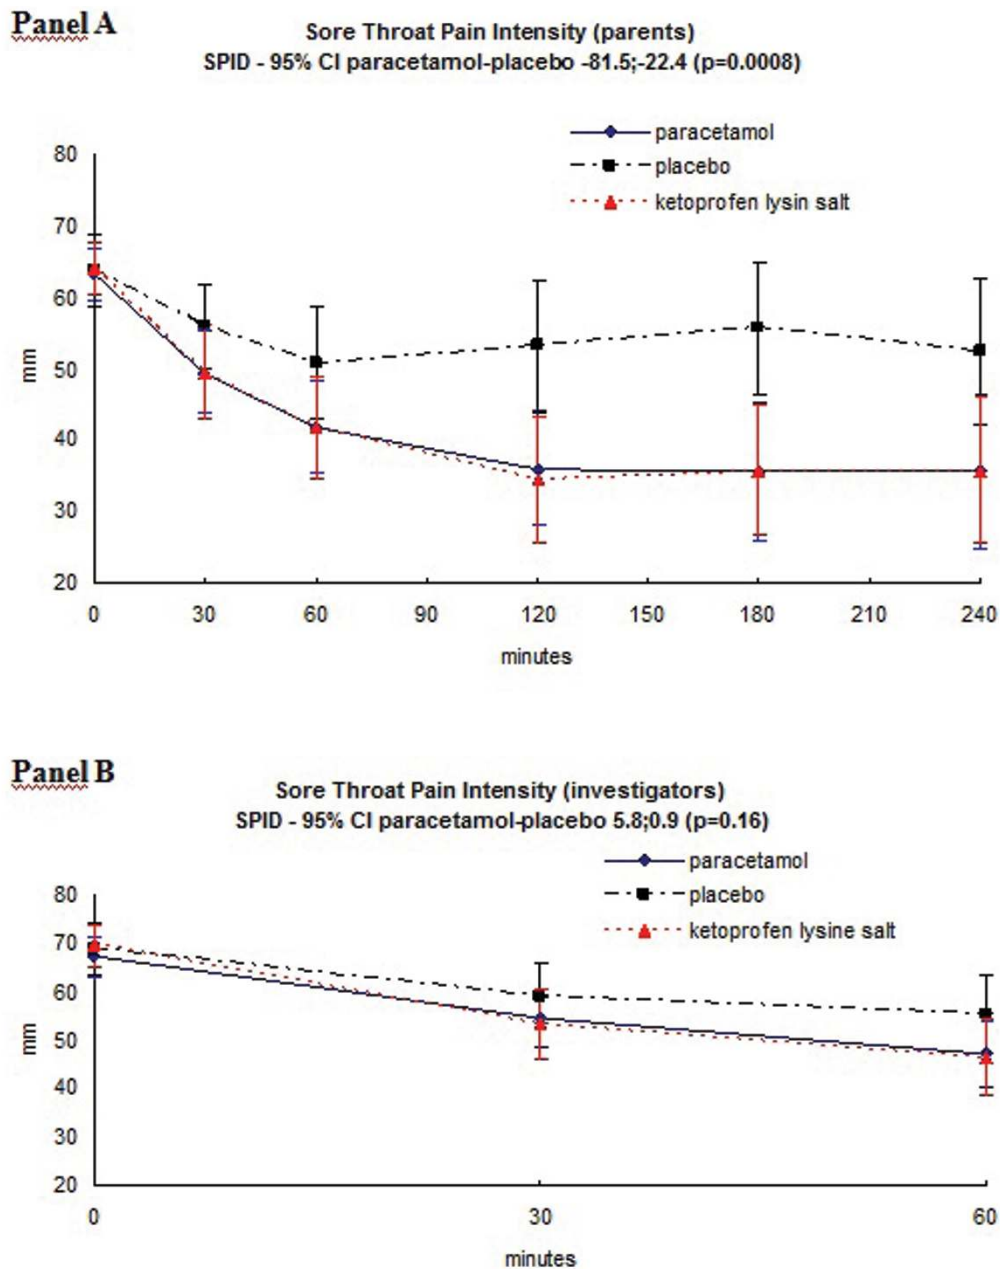 Panel A
Sore Throat Pain Intensity (parents)
SPID - 95% CI paracetamol-placebo -81.5;-22.4 (p=0.0008)
paracetamol
placebo
ketoprofen lysin salt
80
70
60
50
40
30
20
mm
0 30 60 90 120 150 180 210 240
minutes
Panel B
Sore Throat Pain Intensity (investigators)
SPID - 95% CI paracetamol-placebo 5.8;0.9 (p=0.16)
paracetamol
placebo
ketoprofen lysine salt
80
70
60
50
40
30
20
mm
0 30 60
minutes